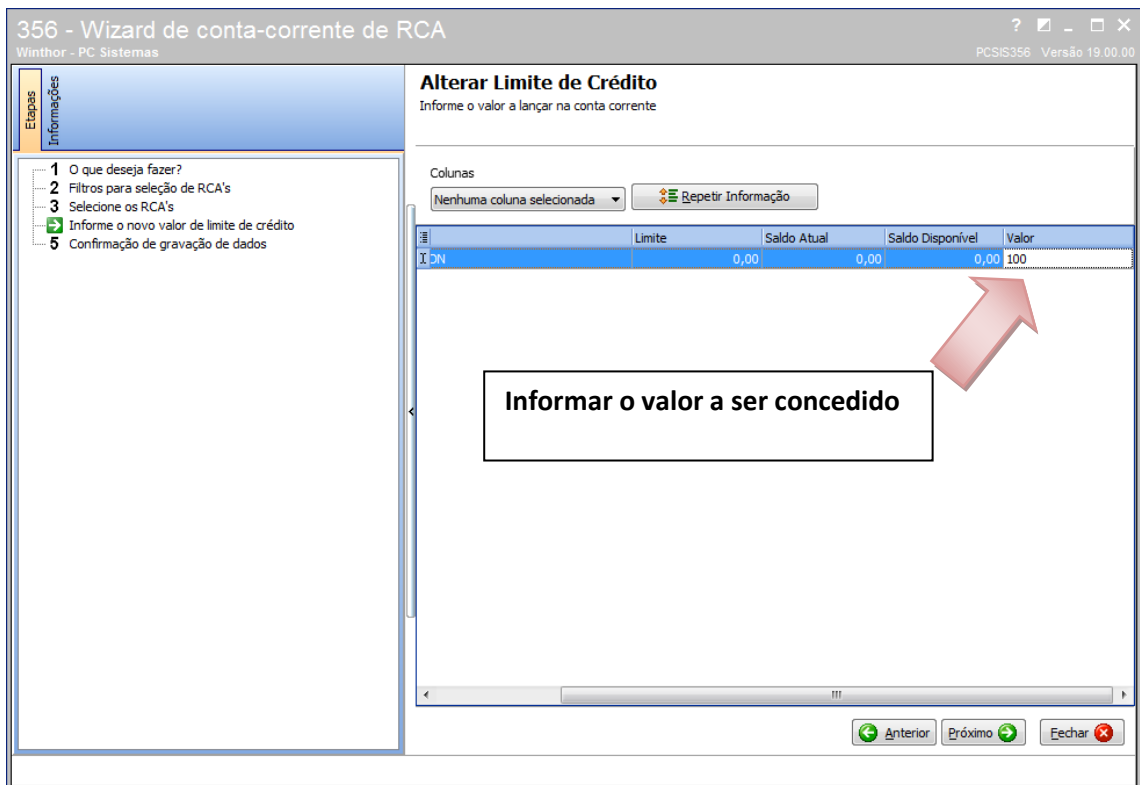 356 - Wizard de conta-corrente de RCA
Winthor - PC Sistemas
PCSIS356 Versão 19.00.00
Etapas
Informações
1 O que deseja fazer?
2 Filtros para seleção de RCA's
3 Selecione os RCA's
Informe o novo valor de limite de crédito
5 Confirmação de gravação de dados
Alterar Limite de Crédito
Informe o valor a lançar na conta corrente
Colunas
Nenhuma coluna selecionada
Repetir Informação
Limite Saldo Atual Saldo Disponível Valor
0,00 0,00 0,00 100
Informar o valor a ser concedido
Anterior Próximo Fechar